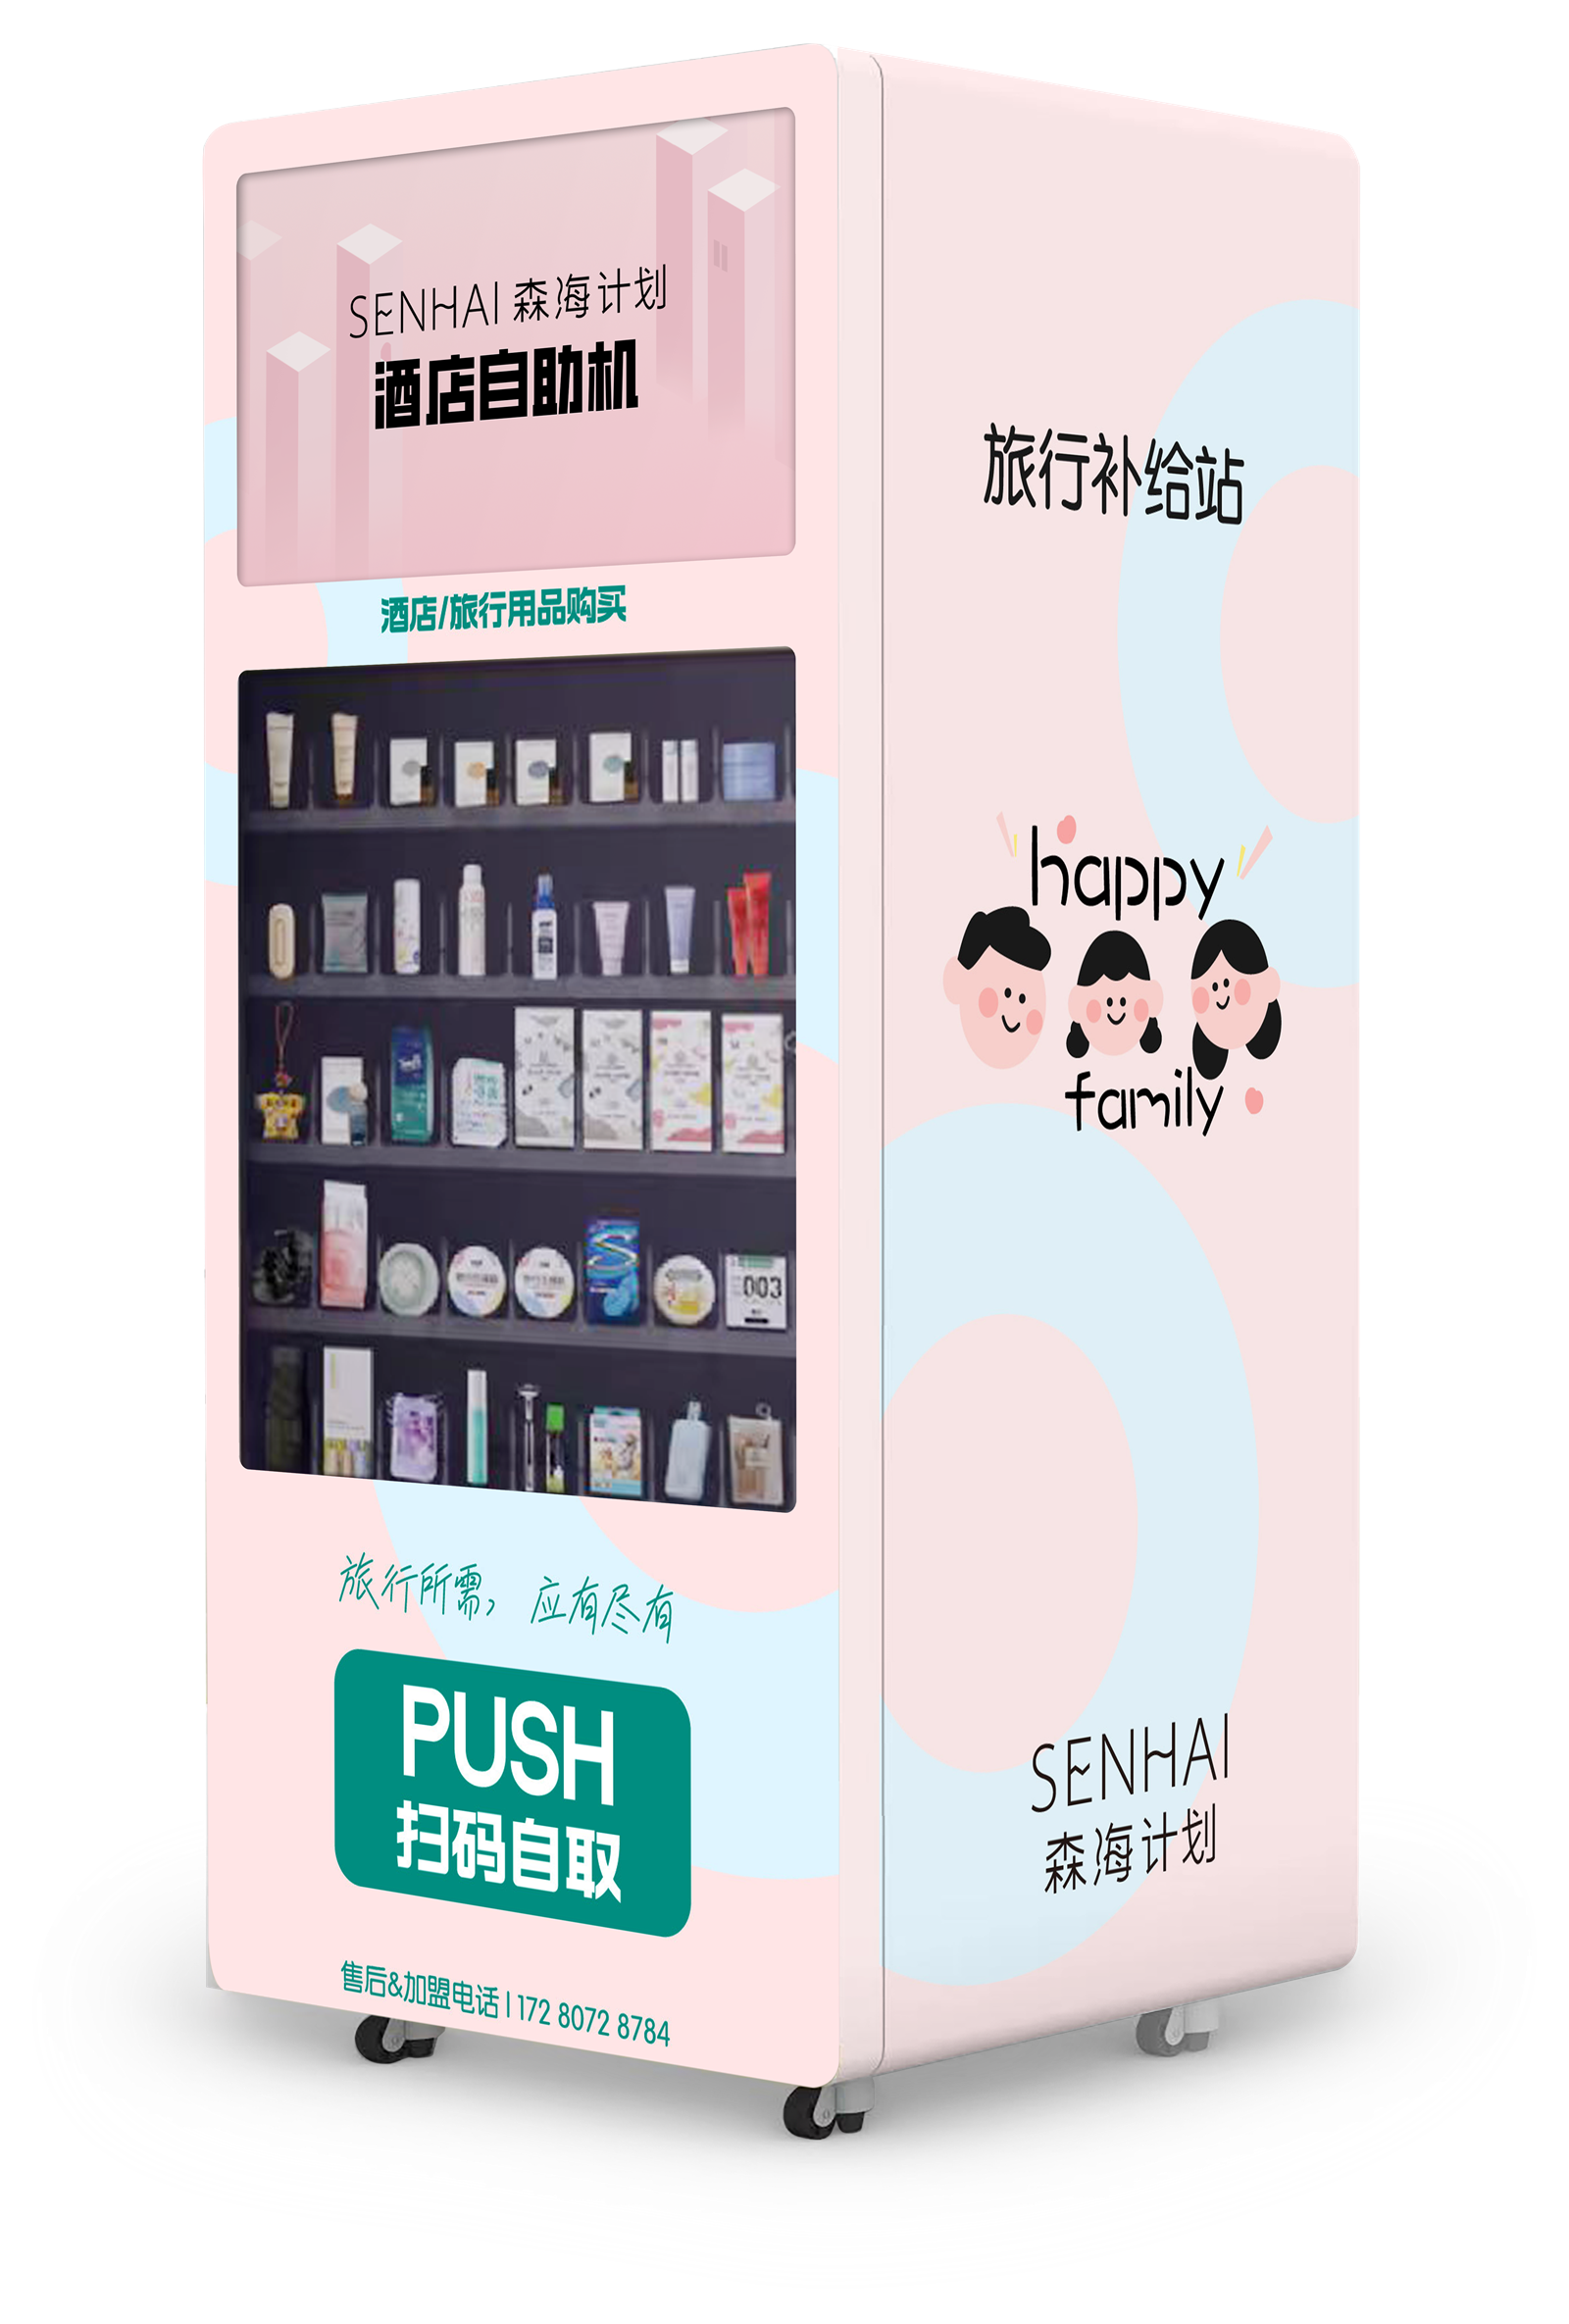 SENHAI 森海计划
酒店自助机
酒店/旅行用品购买
003
旅行所需，应有尽有
PUSH
扫码自取
售后&加盟电话 | 172 8072 8784
旅行补给站
happy
family
SENHAI
森海计划